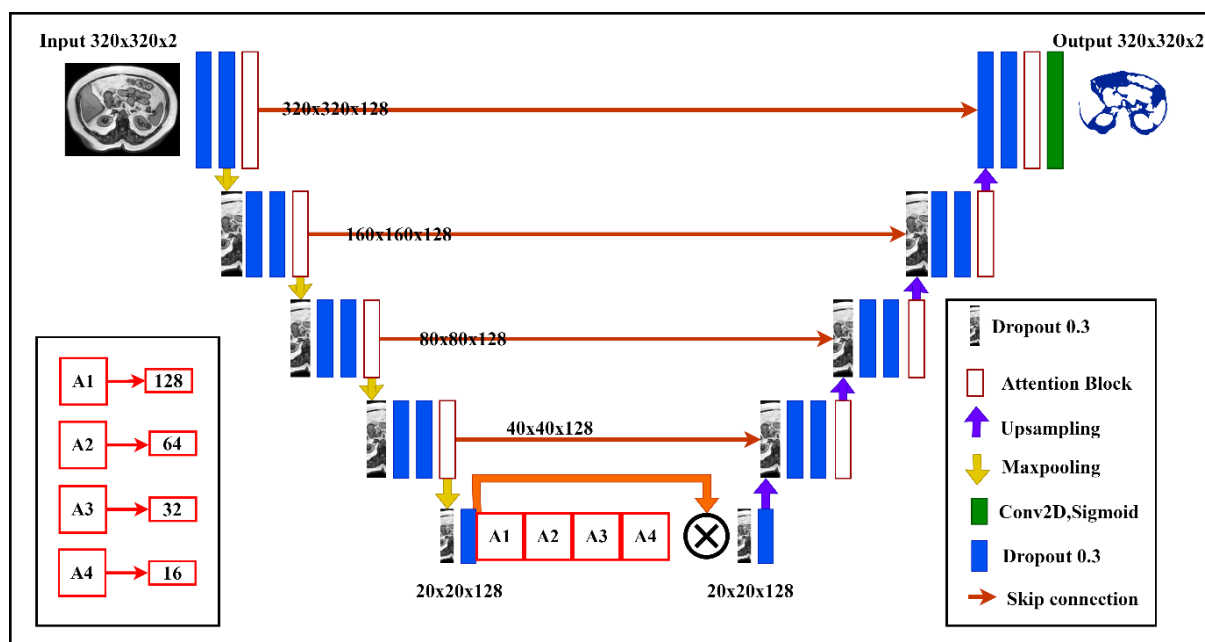 Input 320x320x2
Output 320x320x2
320x320x128
160x160x128
80x80x128
40x40x128
A1 A2 A3 A4
20x20x128
20x20x128
A1 128
A2 64
A3 32
A4 16
Dropout 0.3
Attention Block
Upsampling
Maxpooling
Conv2D,Sigmoid
Dropout 0.3
Skip connection